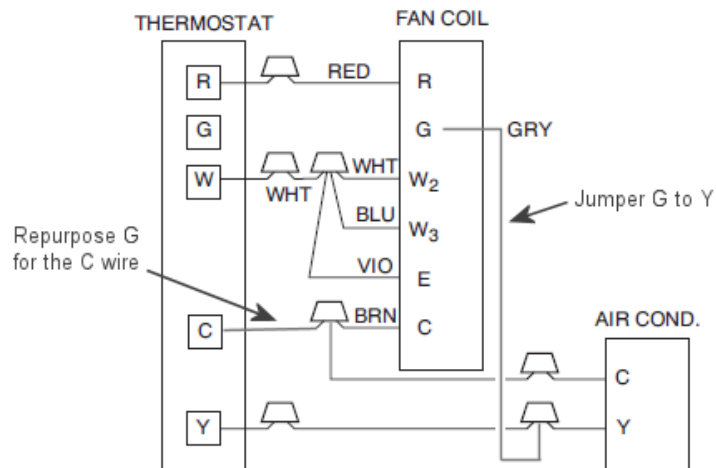 THERMOSTAT
FAN COIL
R
RED
R
G
G
GRY
W
WHT
WHT
W2
Jumper G to Y
BLU
W3
Repurpose G
for the C wire
VIO
E
C
BRN
C
AIR COND.
C
Y
Y